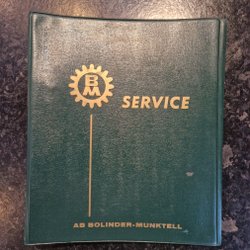 BM
SERVICE
AB BOLINDER-MUNKTELL